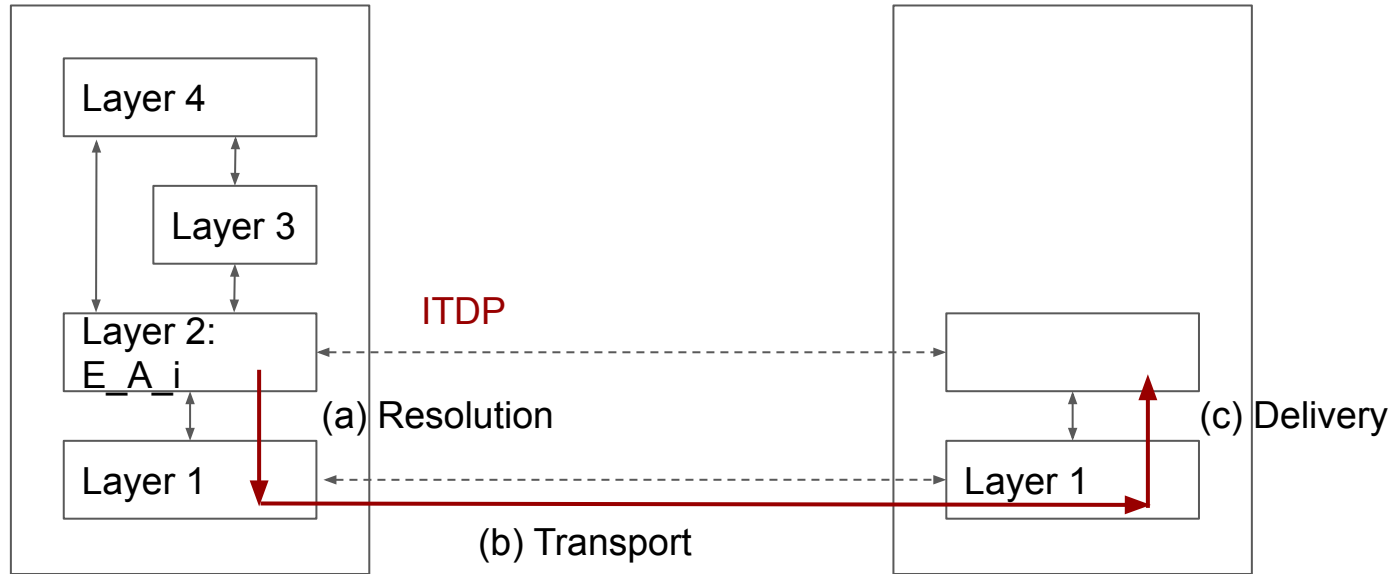 Layer 4
Layer 3
ITDP
Layer 2:
E_A_i
(a) Resolution
(c) Delivery
Layer 1
Layer 1
(b) Transport